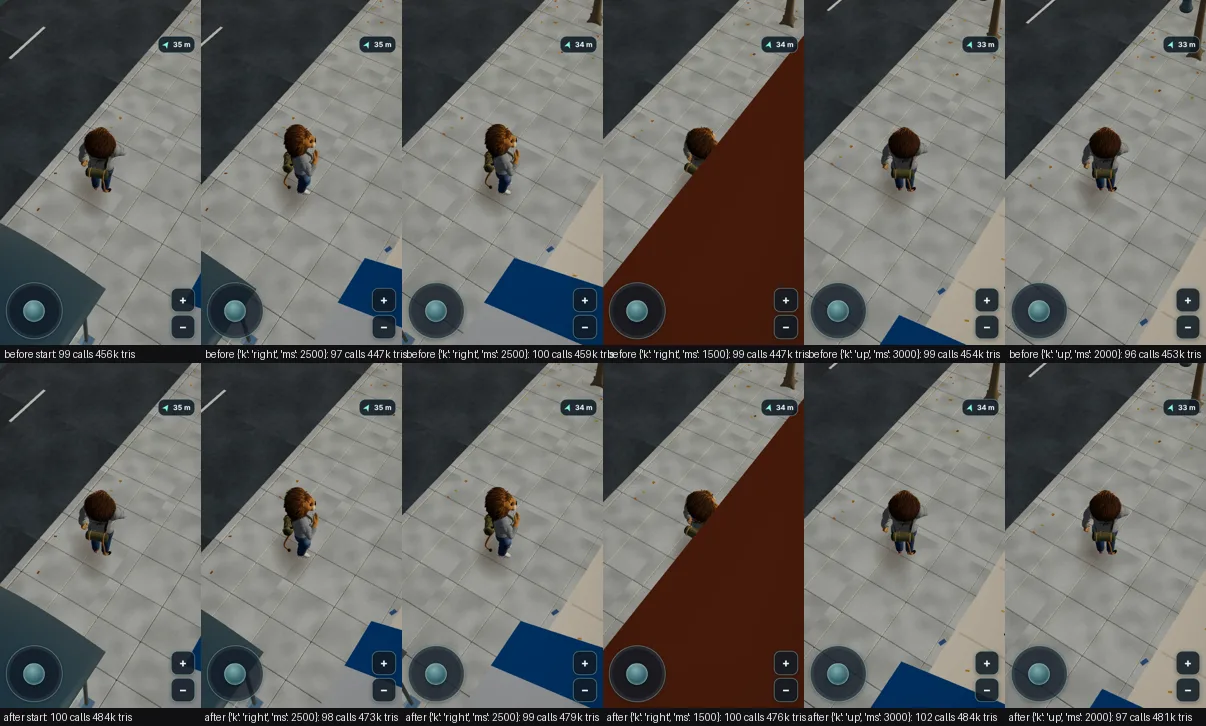 35 m
35 m
34 m
34 m
33 m
33 m
+
+
+
+
+
+
−
−
−
−
−
−
before start: 99 calls 456k tris
before {'k': 'right', 'ms': 2500}: 97 calls 447k tris
before {'k': 'right', 'ms': 2500}: 100 calls 459k tris
before {'k': 'right', 'ms': 1500}: 99 calls 447k tris
before {'k': 'up', 'ms': 3000}: 99 calls 454k tris
before {'k': 'up', 'ms': 2000}: 96 calls 453k tris
35 m
35 m
34 m
34 m
34 m
33 m
+
+
+
+
+
+
−
−
−
−
−
−
after start: 100 calls 484k tris
after {'k': 'right', 'ms': 2500}: 98 calls 473k tris
after {'k': 'right', 'ms': 2500}: 99 calls 479k tris
after {'k': 'right', 'ms': 1500}: 100 calls 476k tris
after {'k': 'up', 'ms': 3000}: 102 calls 484k tris
after {'k': 'up', 'ms': 2000}: 97 calls 481k tris